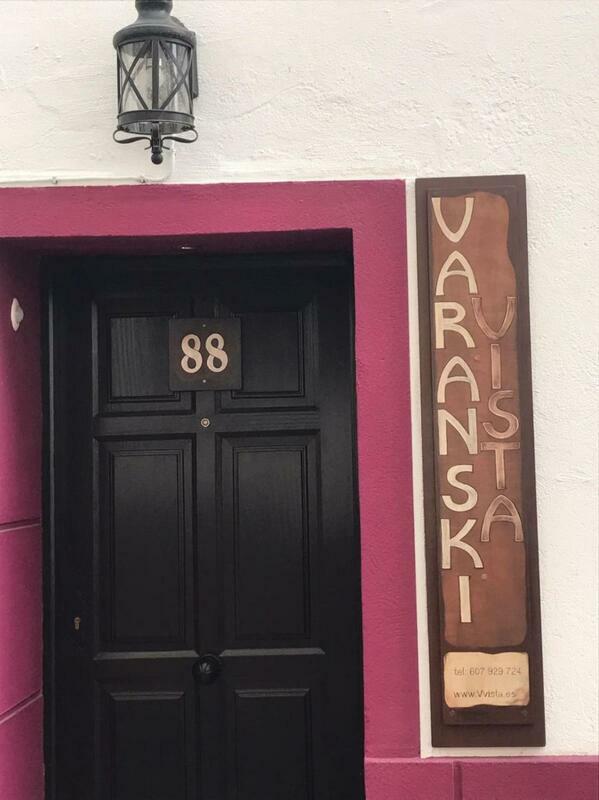 88
VARANSKI
VISTA
tel: 607 929 724
www.Vvista.es